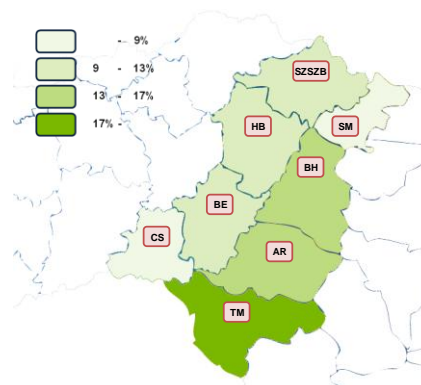 - 9%
9 - 13%
13 - 17%
17% -
SZSZB
HB
SM
BH
BE
CS
AR
TM